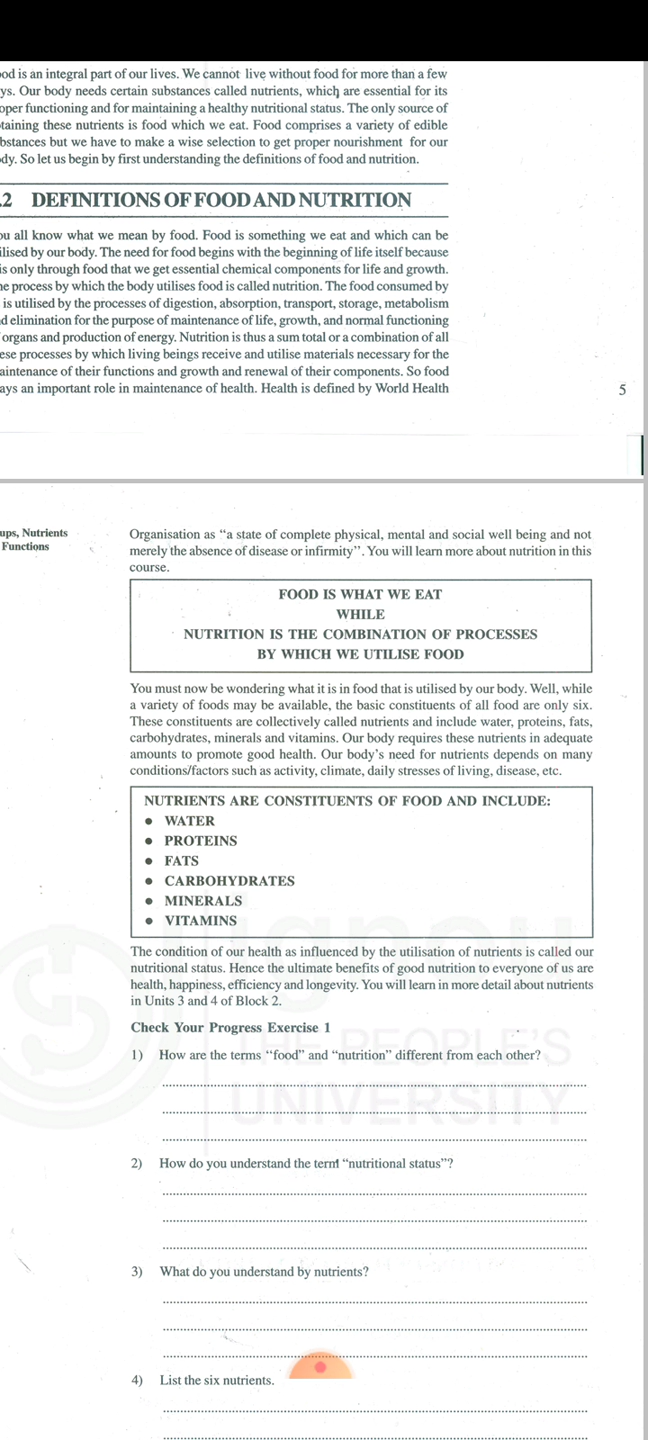 od is an integral part of our lives. We cannot live without food for more than a few
ys. Our body needs certain substances called nutrients, which are essential for its
oper functioning and for maintaining a healthy nutritional status. The only source of
taining these nutrients is food which we eat. Food comprises a variety of edible
bstances but we have to make a wise selection to get proper nourishment for our
dy. So let us begin by first understanding the definitions of food and nutrition.
.2 DEFINITIONS OF FOOD AND NUTRITION
ou all know what we mean by food. Food is something we eat and which can be
ilised by our body. The need for food begins with the beginning of life itself because
is only through food that we get essential chemical components for life and growth.
he process by which the body utilises food is called nutrition. The food consumed by
is utilised by the processes of digestion, absorption, transport, storage, metabolism
d elimination for the purpose of maintenance of life, growth, and normal functioning
organs and production of energy. Nutrition is thus a sum total or a combination of all
ese processes by which living beings receive and utilise materials necessary for the
aintenance of their functions and growth and renewal of their components. So food
ays an important role in maintenance of health. Health is defined by World Health
5
ups, Nutrients
Functions
Organisation as “a state of complete physical, mental and social well being and not
merely the absence of disease or infirmity”. You will learn more about nutrition in this
course.
FOOD IS WHAT WE EAT
WHILE
NUTRITION IS THE COMBINATION OF PROCESSES
BY WHICH WE UTILISE FOOD
You must now be wondering what it is in food that is utilised by our body. Well, while
a variety of foods may be available, the basic constituents of all food are only six.
These constituents are collectively called nutrients and include water, proteins, fats,
carbohydrates, minerals and vitamins. Our body requires these nutrients in adequate
amounts to promote good health. Our body’s need for nutrients depends on many
conditions/factors such as activity, climate, daily stresses of living, disease, etc.
NUTRIENTS ARE CONSTITUENTS OF FOOD AND INCLUDE:
● WATER
● PROTEINS
● FATS
● CARBOHYDRATES
● MINERALS
● VITAMINS
ignou
The condition of our health as influenced by the utilisation of nutrients is called our
nutritional status. Hence the ultimate benefits of good nutrition to everyone of us are
health, happiness, efficiency and longevity. You will learn in more detail about nutrients
in Units 3 and 4 of Block 2.
Check Your Progress Exercise 1
THE PEOPLE'S
UNIVERSITY
1) How are the terms “food” and “nutrition” different from each other?
2) How do you understand the term “nutritional status”?
3) What do you understand by nutrients?
4) List the six nutrients.